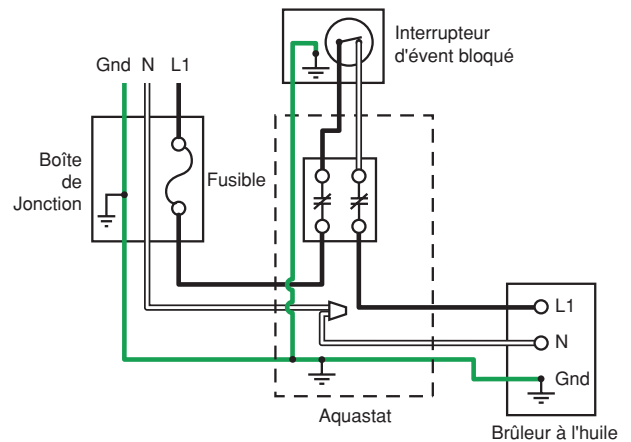 Interrupteur
d'évent bloqué
Gnd N L1
Boîte
de
Jonction
Fusible
L1
N
Gnd
Aquastat
Brûleur à l'huile